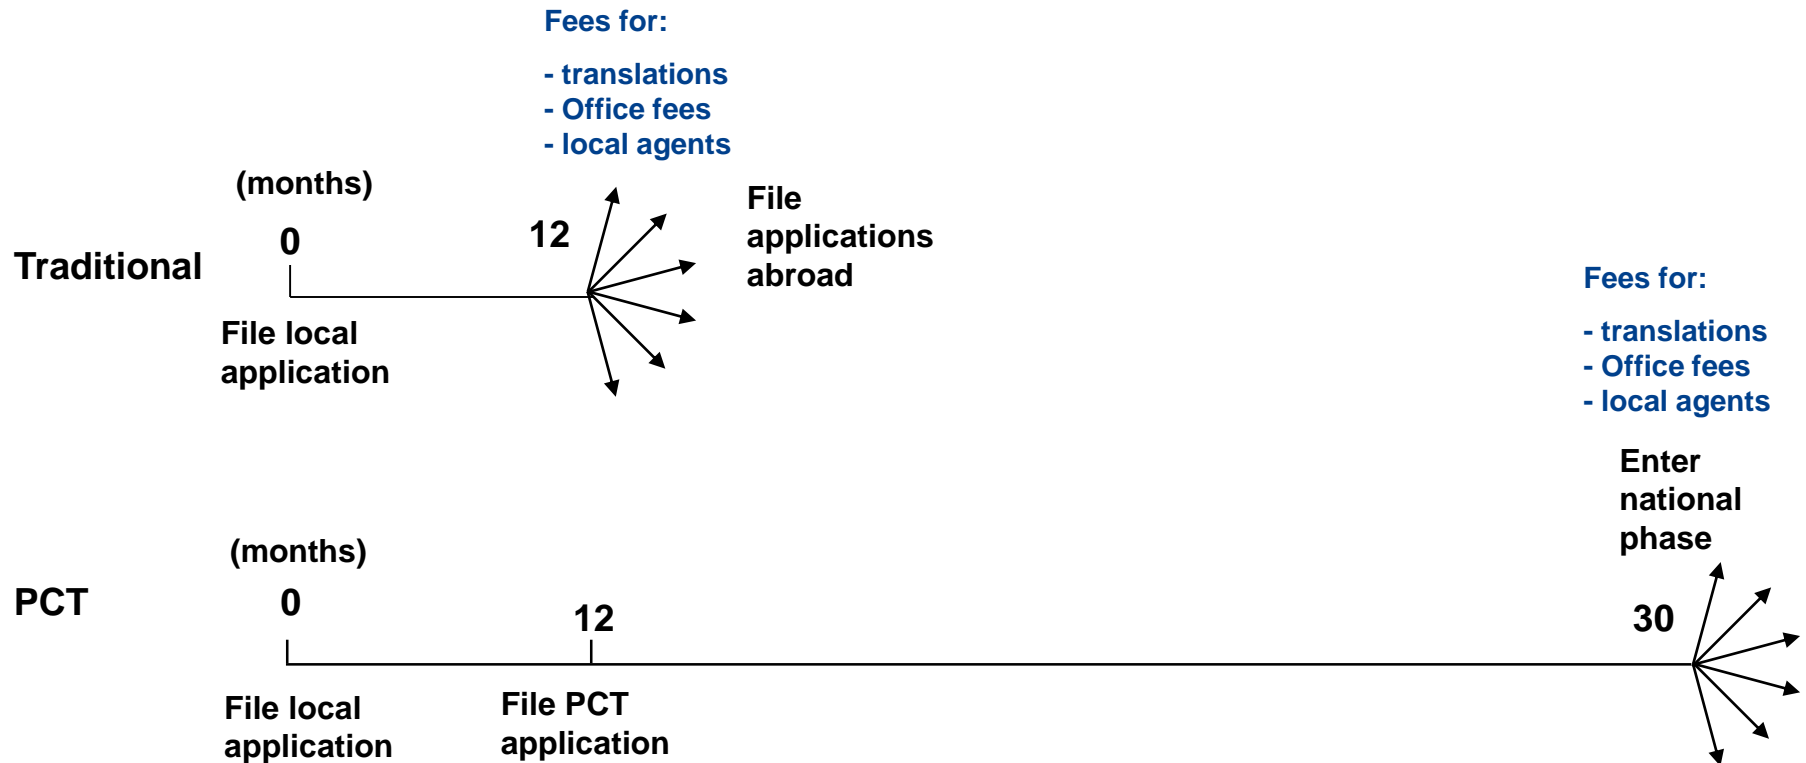 Fees for:
- translations
- Office fees
- local agents
(months)
0
12
File
applications
abroad
Traditional
File local
application
Fees for:
- translations
- Office fees
- local agents
Enter
national
phase
(months)
PCT
0
12
30
File local
application
File PCT
application